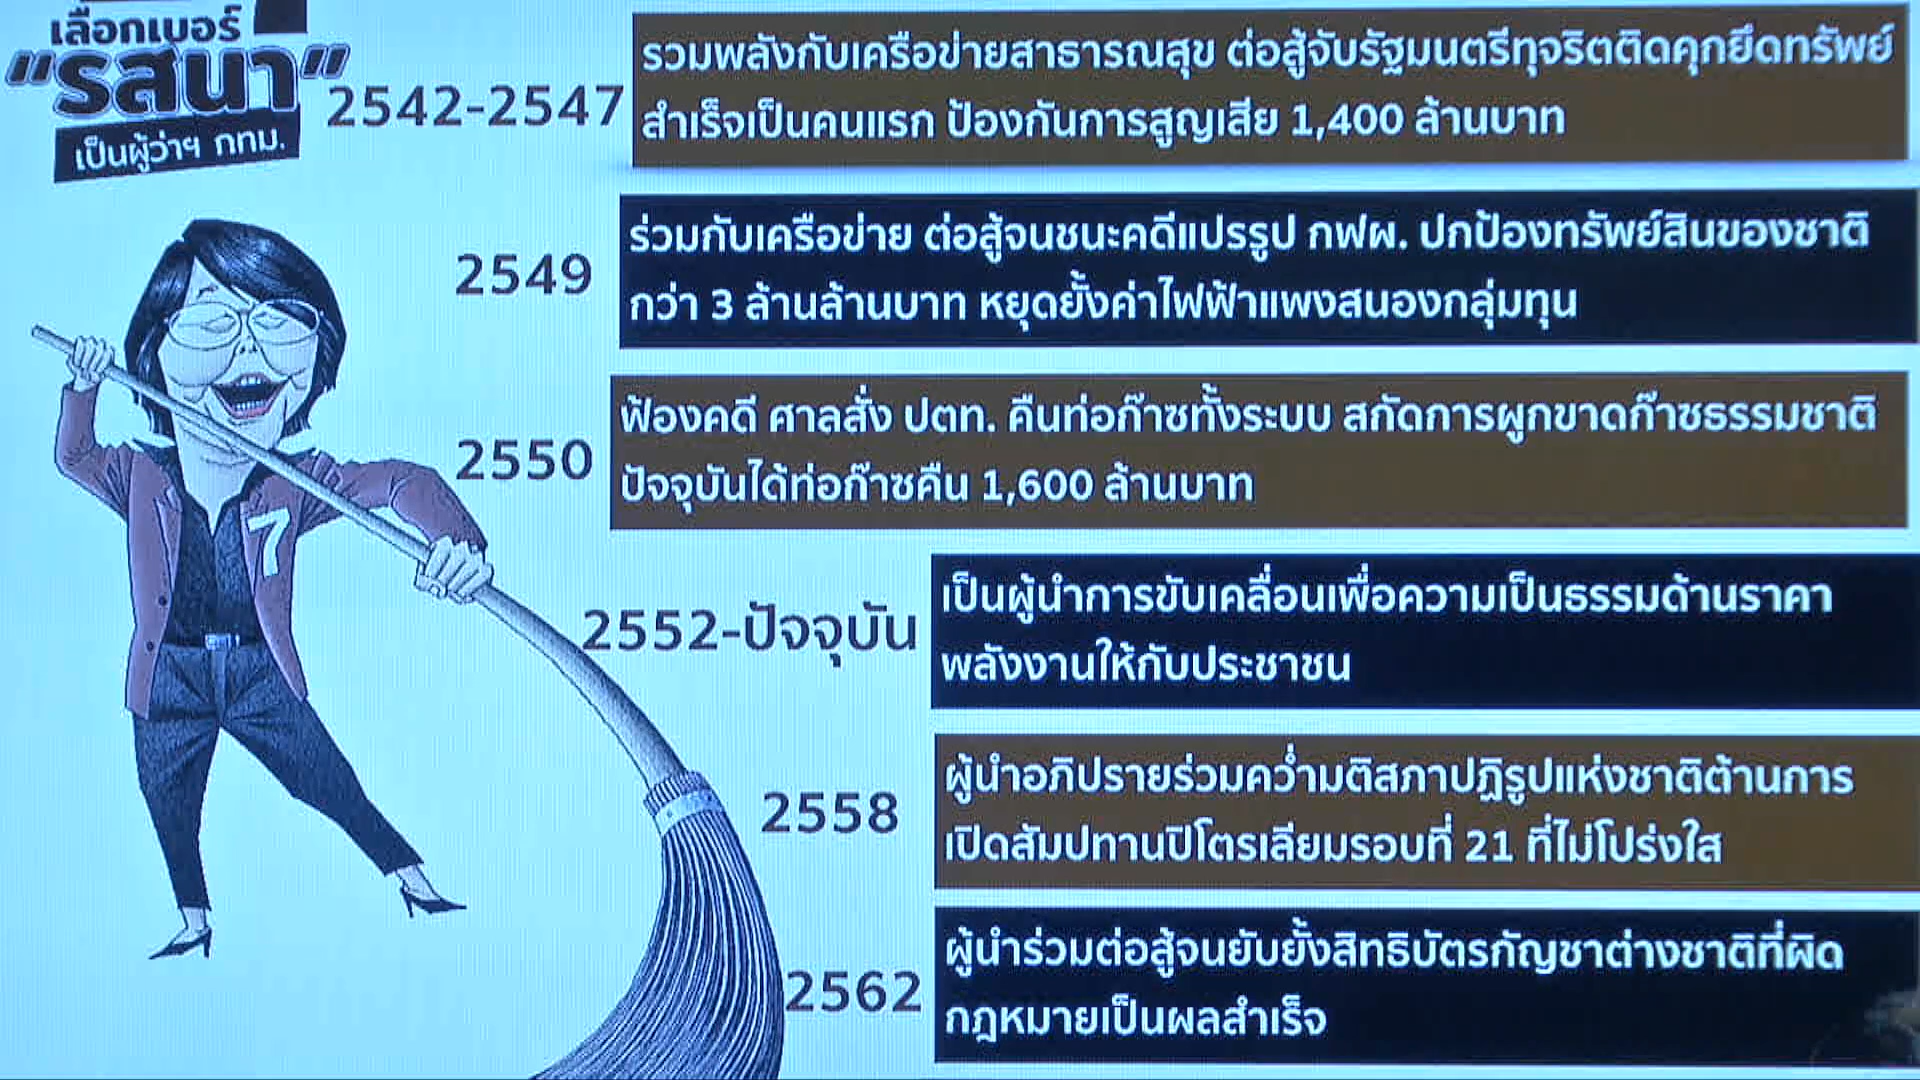 เลือกเบอร์
"รสนา"
เป็นผู้ว่าฯ กทม.
2542-2547
รวมพลังกับเครือข่ายสาธารณสุข ต่อสู้จับรัฐมนตรีทุจริตติดคุกยึดทรัพย์
สำเร็จเป็นคนแรก ป้องกันการสูญเสีย 1,400 ล้านบาท
2549
ร่วมกับเครือข่าย ต่อสู้จนชนะคดีแปรรูป กฟผ. ปกป้องทรัพย์สินของชาติ
กว่า 3 ล้านล้านบาท หยุดยั้งค่าไฟฟ้าแพงสนองกลุ่มทุน
2550
ฟ้องคดี ศาลสั่ง ปตท. คืนท่อก๊าซทั้งระบบ สกัดการผูกขาดก๊าซธรรมชาติ
ปัจจุบันได้ท่อก๊าซคืน 1,600 ล้านบาท
7
2552-ปัจจุบัน
เป็นผู้นำการขับเคลื่อนเพื่อความเป็นธรรมด้านราคา
พลังงานให้กับประชาชน
2558
ผู้นำอภิปรายร่วมคว่ำมติสภาปฏิรูปแห่งชาติต้านการ
เปิดสัมปทานปิโตรเลียมรอบที่ 21 ที่ไม่โปร่งใส
2562
ผู้นำร่วมต่อสู้จนยับยั้งสิทธิบัตรกัญชาต่างชาติที่ผิด
กฎหมายเป็นผลสำเร็จ